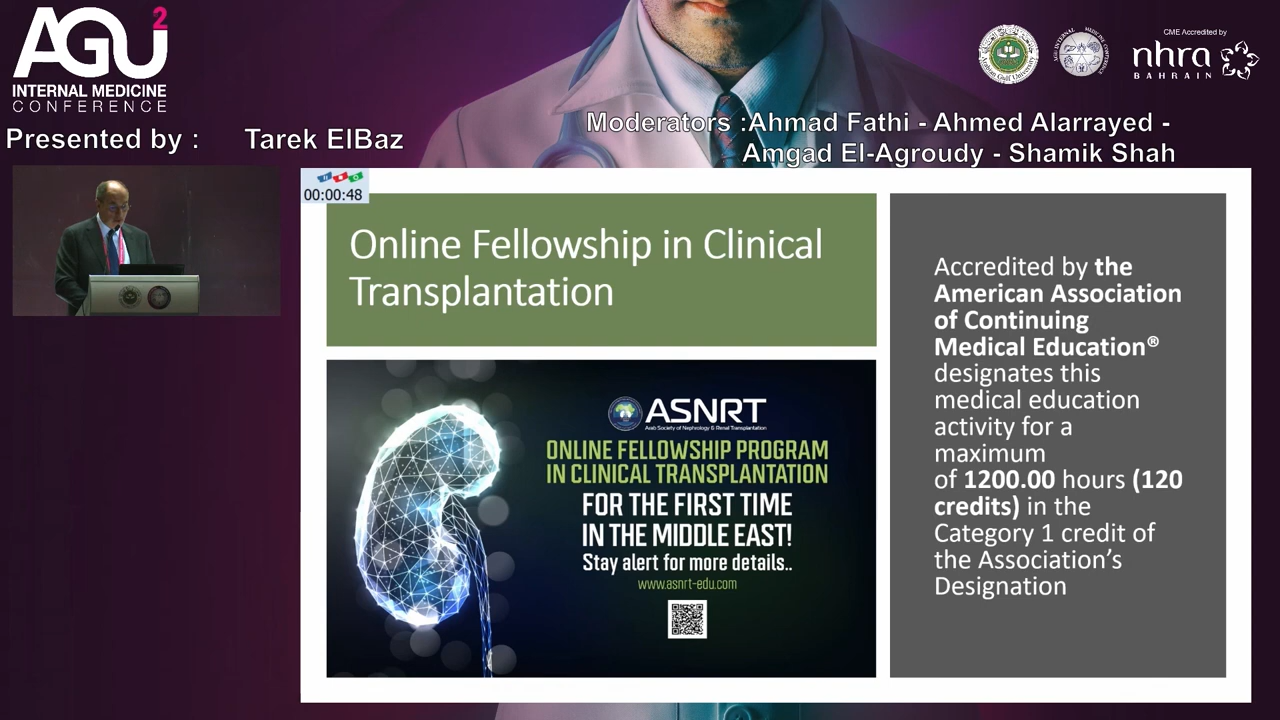 AGU2
INTERNAL MEDICINE
CONFERENCE
nhra
BAHRAIN
CME Accredited by
Presented by : Tarek ElBaz
Moderators :Ahmad Fathi - Ahmed Alarrayed -
Amgad El-Agroudy - Shamik Shah
00:00:48
Online Fellowship in Clinical
Transplantation
ASNRT
Arab Society of Nephrology & Renal Transplantation
ONLINE FELLOWSHIP PROGRAM
IN CLINICAL TRANSPLANTATION
FOR THE FIRST TIME
IN THE MIDDLE EAST!
Stay alert for more details..
www.asnrt-edu.com
Accredited by the
American Association
of Continuing
Medical Education®
designates this
medical education
activity for a
maximum
of 1200.00 hours (120
credits) in the
Category 1 credit of
the Association's
Designation